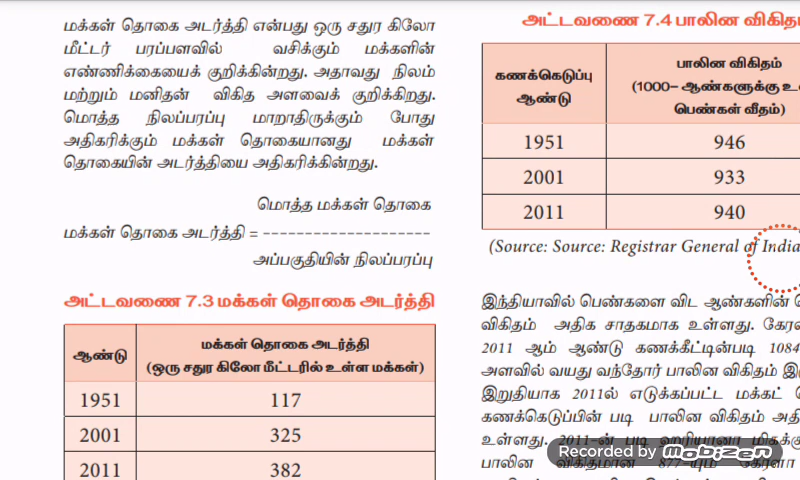 மக்கள் தொகை அடர்த்தி என்பது ஒரு சதுர கிலோ
மீட்டர் பரப்பளவில் வசிக்கும் மக்களின்
எண்ணிக்கையைக் குறிக்கின்றது. அதாவது நிலம்
மற்றும் மனிதன் விகித அளவைக் குறிக்கிறது.
மொத்த நிலப்பரப்பு மாறாதிருக்கும் போது
அதிகரிக்கும் மக்கள் தொகையானது மக்கள்
தொகையின் அடர்த்தியை அதிகரிக்கின்றது.
மொத்த மக்கள் தொகை
மக்கள் தொகை அடர்த்தி = --------------------
அப்பகுதியின் நிலப்பரப்பு
அட்டவணை 7.3 மக்கள் தொகை அடர்த்தி
ஆண்டு
மக்கள் தொகை அடர்த்தி
(ஒரு சதுர கிலோ மீட்டரில் உள்ள மக்கள்)
1951 117
2001 325
2011 382
அட்டவணை 7.4 பாலின விகிதம்
கணக்கெடுப்பு
ஆண்டு
பாலின விகிதம்
(1000– ஆண்களுக்கு
பெண்கள் வீதம்)
1951 946
2001 933
2011 940
(Source: Source: Registrar General of India
இந்தியாவில் பெண்களை விட ஆண்களின்
விகிதம் அதிக சாதகமாக உள்ளது.
2011 ஆம் ஆண்டு கணக்கீட்டின்படி 1084
அளவில் வயது வந்தோர் பாலின விகிதம்
இறுதியாக 2011ல் எடுக்கப்பட்ட மக்கட்
கணக்கெடுப்பின் படி பாலின விகிதம்
உள்ளது. 2011-ன் படி ஹரியானா
பாலின விகிதமான 877-யும் கேரளா
Recorded by mobizen